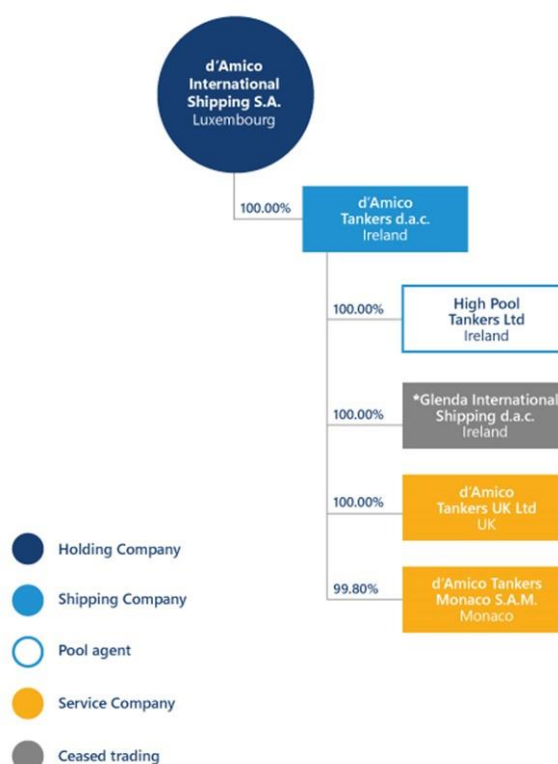 d'Amico
International
Shipping S.A.
Luxembourg
100.00%
d'Amico
Tankers d.a.c.
Ireland
100.00%
High Pool
Tankers Ltd
Ireland
100.00%
*Glenda International
Shipping d.a.c.
Ireland
100.00%
d'Amico
Tankers UK Ltd
UK
99.80%
d'Amico Tankers
Monaco S.A.M.
Monaco
Holding Company
Shipping Company
Pool agent
Service Company
Ceased trading